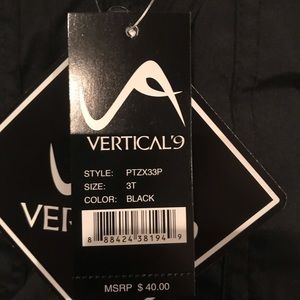 VERTICAL'9
STYLE: PTZX33P
SIZE: 3T
COLOR: BLACK
8 88424 38194 9
MSRP $ 40.00
VER